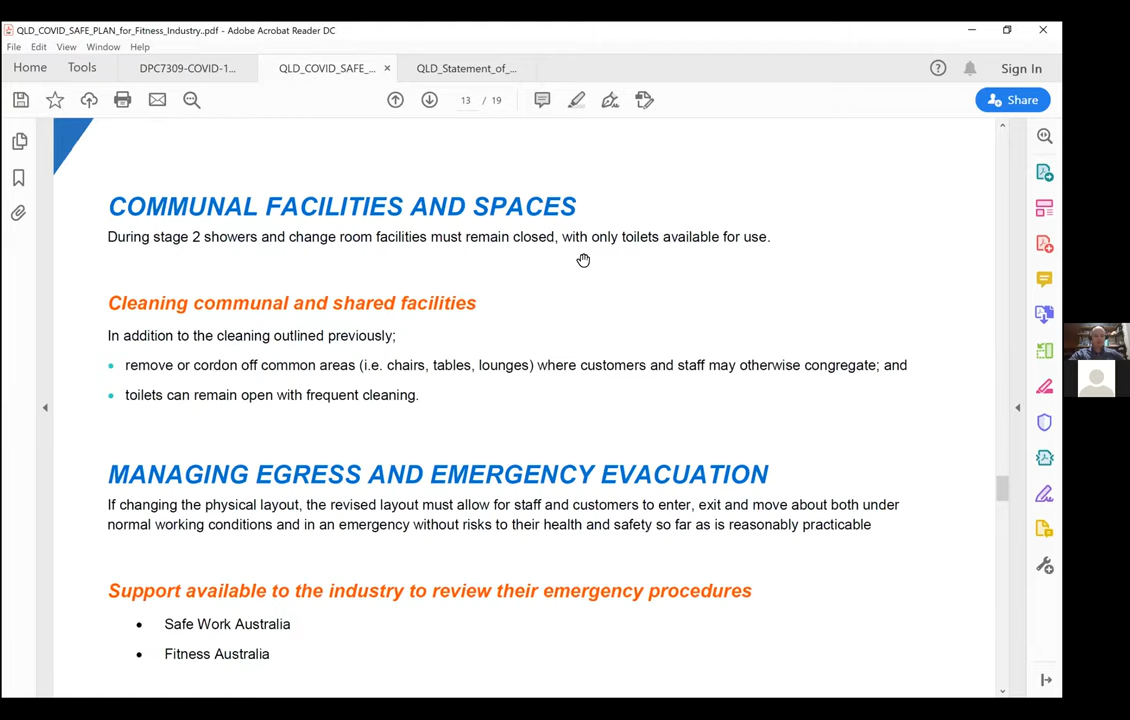 QLD_COVID_SAFE_PLAN_for_Fitness_Industry..pdf - Adobe Acrobat Reader DC
File Edit View Window Help
Home Tools DPC7309-COVID-1... QLD_COVID_SAFE_... × QLD_Statement_of_... Sign In
13 / 19 Share
COMMUNAL FACILITIES AND SPACES
During stage 2 showers and change room facilities must remain closed, with only toilets available for use.
Cleaning communal and shared facilities
In addition to the cleaning outlined previously;
• remove or cordon off common areas (i.e. chairs, tables, lounges) where customers and staff may otherwise congregate; and
• toilets can remain open with frequent cleaning.
MANAGING EGRESS AND EMERGENCY EVACUATION
If changing the physical layout, the revised layout must allow for staff and customers to enter, exit and move about both under
normal working conditions and in an emergency without risks to their health and safety so far as is reasonably practicable
Support available to the industry to review their emergency procedures
• Safe Work Australia
• Fitness Australia